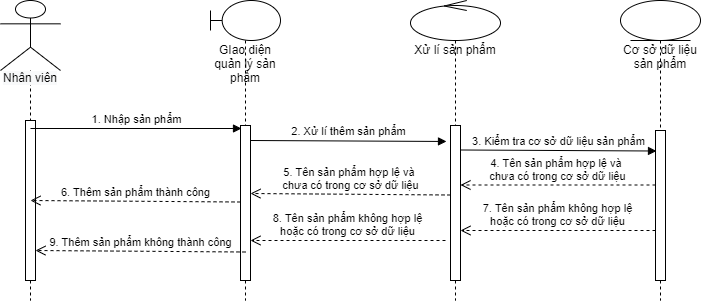 Nhân viên
Giao diện
quản lý sản
phẩm
Xử lí sản phẩm
Cơ sở dữ liệu
sản phẩm
1. Nhập sản phẩm
2. Xử lí thêm sản phẩm
3. Kiểm tra cơ sở dữ liệu sản phẩm
4. Tên sản phẩm hợp lệ và
chưa có trong cơ sở dữ liệu
5. Tên sản phẩm hợp lệ và
chưa có trong cơ sở dữ liệu
6. Thêm sản phẩm thành công
7. Tên sản phẩm không hợp lệ
hoặc có trong cơ sở dữ liệu
8. Tên sản phẩm không hợp lệ
hoặc có trong cơ sở dữ liệu
9. Thêm sản phẩm không thành công